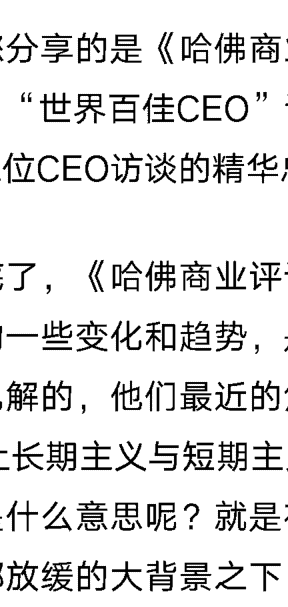 分享的是《哈佛商
“世界百佳CEO”
位CEO访谈的精华
了，《哈佛商业评
一些变化和趋势，
解的，他们最近的
长期主义与短期主
什么意思呢？就是
放缓的大背景之下